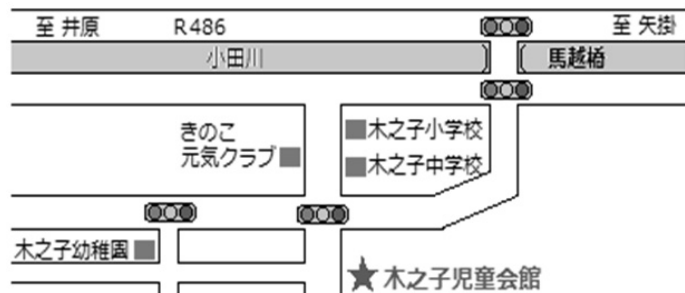 至 井原
R486
至 矢掛
小田川
馬越橋
きのこ
元気クラブ
木之子小学校
木之子中学校
木之子幼稚園
木之子児童会館